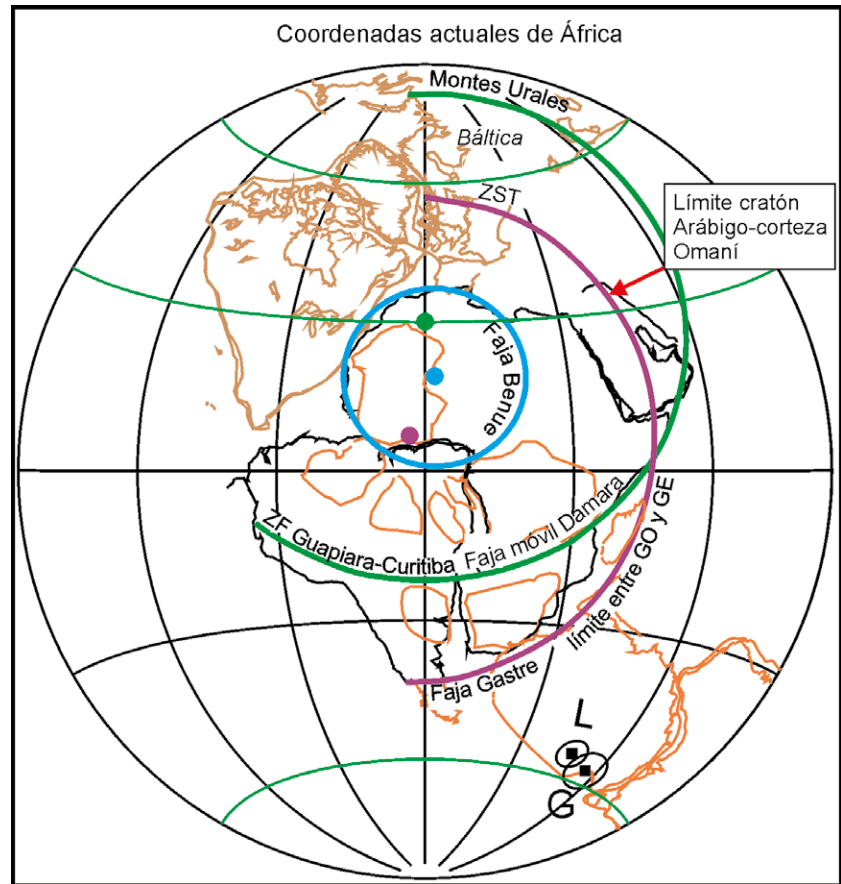 Coordenadas actuales de África
Montes Urales
Báltica
ZST
Límite cratón
Arábigo-corteza
Omaní
Faja Benue
ZF Guapiara-Curitiba
Faja móvil Damara
límite entre GO y GE
Faja Gastre
L
G